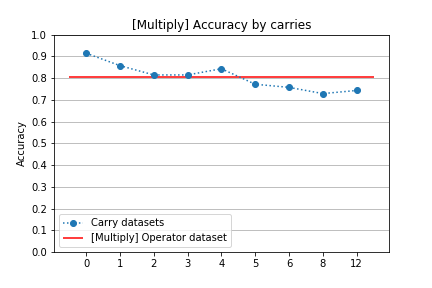 [Multiply] Accuracy by carries
1.0
0.9
0.8
0.7
0.6
0.5
0.4
0.3
0.2
0.1
0.0
Accuracy
Carry datasets
[Multiply] Operator dataset
0 1 2 3 4 5 6 8 12